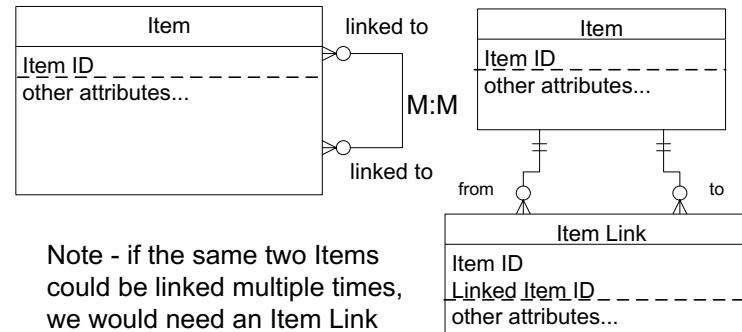 Item
Item ID
other attributes...
linked to
M:M
linked to
Item
Item ID
other attributes...
from
to
Item Link
Item ID
Linked Item ID
other attributes...
Note - if the same two Items
could be linked multiple times,
we would need an Item Link